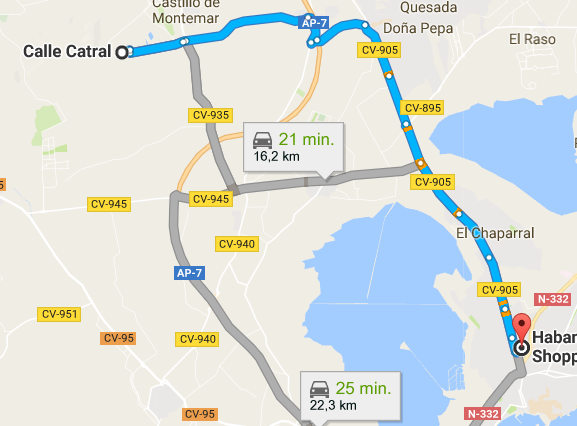 Castillo de
Montemar
Quesada
Doña Pepa
AP-7
El Raso
Calle Catral
CV-905
CV-895
CV-935
21 min.
16,2 km
CV-905
CV-945
CV-945
El Chaparral
CV-940
AP-7
CV-905
N-332
CV-951
CV-95
CV-940
Haban
Shopp
25 min.
22,3 km
CV-95
N-332